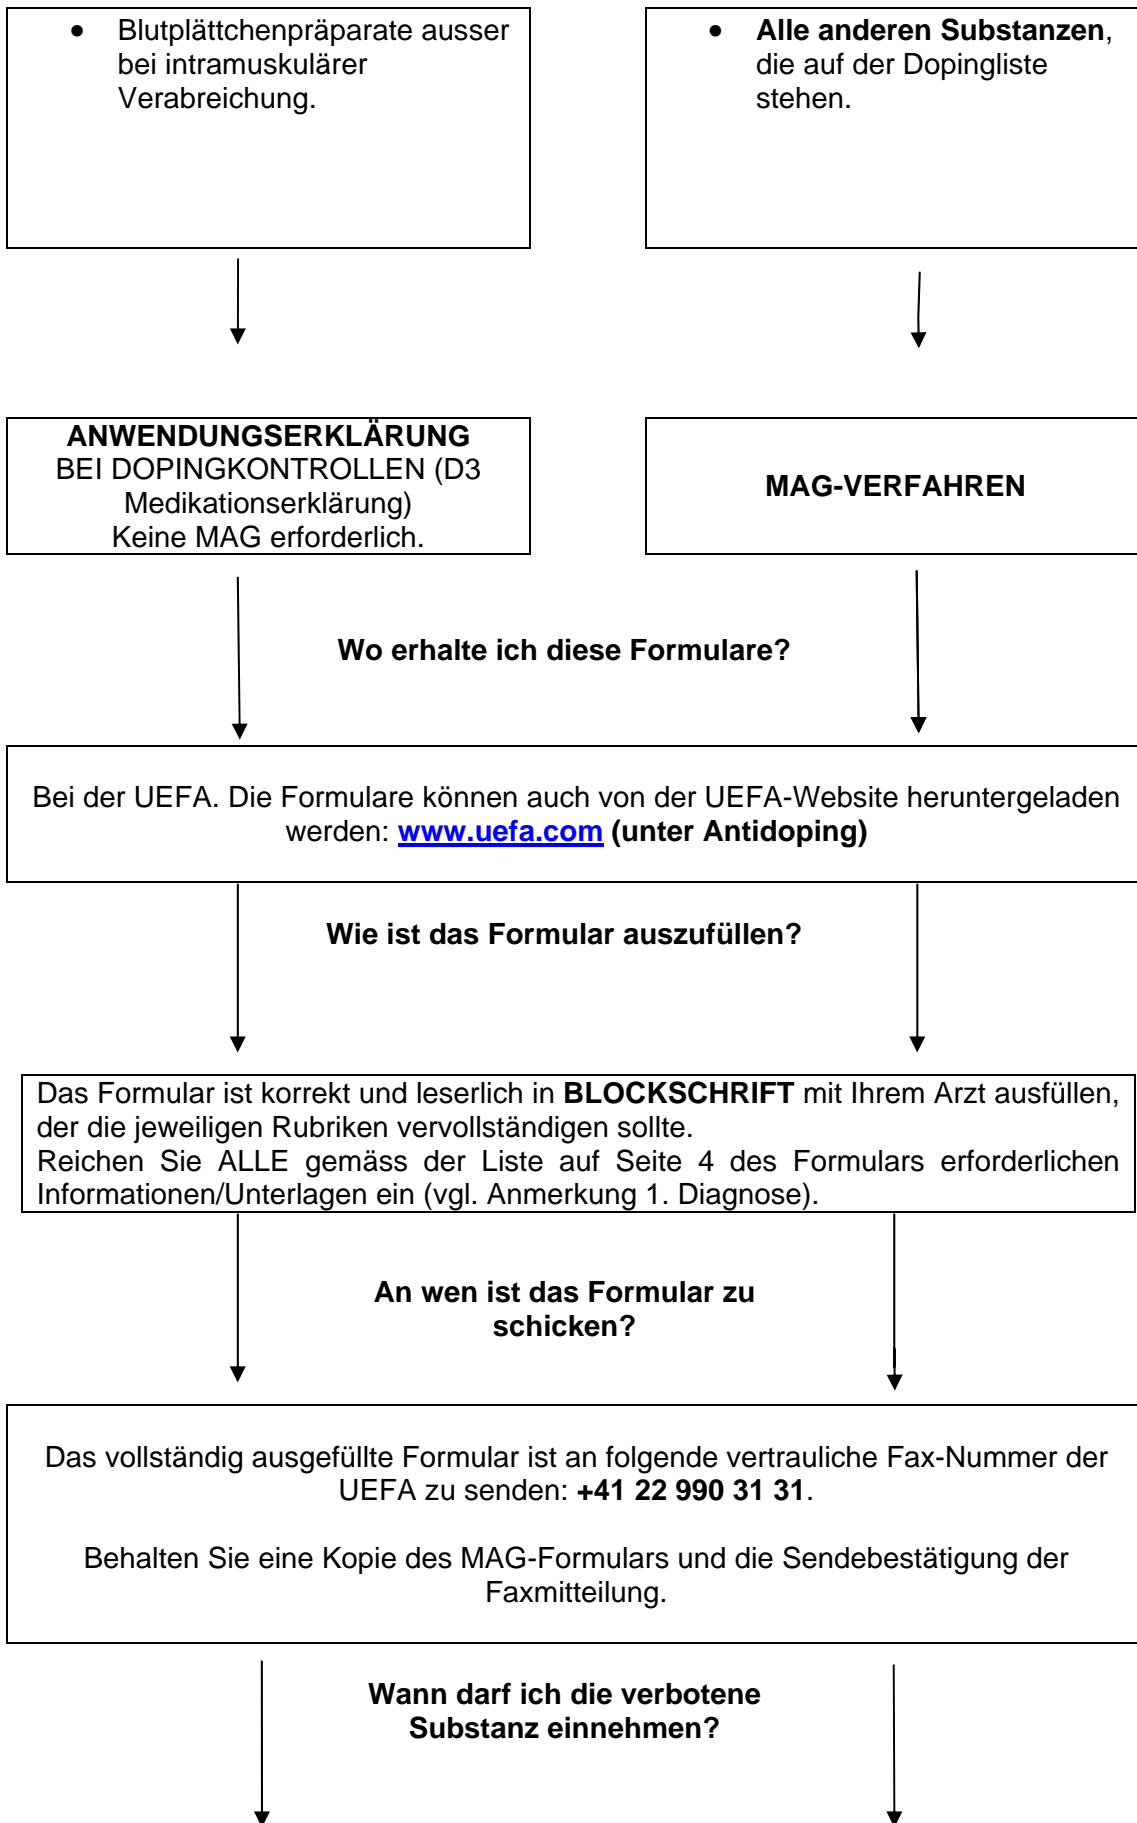 • Blutplättchenpräparate ausser
bei intramuskulärer
Verabreichung.
• Alle anderen Substanzen,
die auf der Dopingliste
stehen.
ANWENDUNGSERKLÄRUNG
BEI DOPINGKONTROLLEN (D3
Medikationserklärung)
Keine MAG erforderlich.
MAG-VERFAHREN
Wo erhalte ich diese Formulare?
Bei der UEFA. Die Formulare können auch von der UEFA-Website heruntergeladen
werden: www.uefa.com (unter Antidoping)
Wie ist das Formular auszufüllen?
Das Formular ist korrekt und leserlich in BLOCKSCHRIFT mit Ihrem Arzt ausfüllen,
der die jeweiligen Rubriken vervollständigen sollte.
Reichen Sie ALLE gemäss der Liste auf Seite 4 des Formulars erforderlichen
Informationen/Unterlagen ein (vgl. Anmerkung 1. Diagnose).
An wen ist das Formular zu
schicken?
Das vollständig ausgefüllte Formular ist an folgende vertrauliche Fax-Nummer der
UEFA zu senden: +41 22 990 31 31.
Behalten Sie eine Kopie des MAG-Formulars und die Sendebestätigung der
Faxmitteilung.
Wann darf ich die verbotene
Substanz einnehmen?